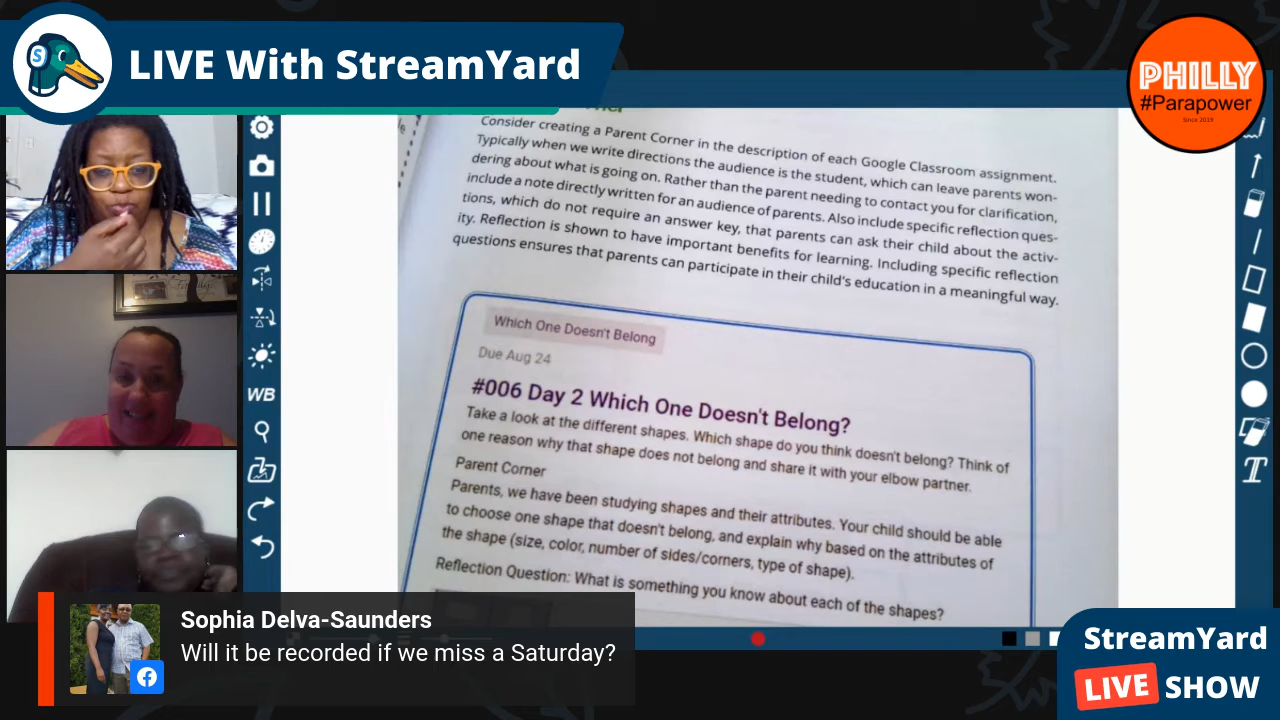 LIVE With StreamYard
S
PHILLY
#Parapower
Since 2019
Consider creating a Parent Corner in the description of each Google Classroom assignment.
Typically when we write directions the audience is the student, which can leave parents won-
dering about what is going on. Rather than the parent needing to contact you for clarification,
include a note directly written for an audience of parents. Also include specific reflection ques-
tions, which do not require an answer key, that parents can ask their child about the activ-
ity. Reflection is shown to have important benefits for learning. Including specific reflection
questions ensures that parents can participate in their child's education in a meaningful way.
Which One Doesn't Belong
Due Aug 24
#006 Day 2 Which One Doesn't Belong?
Take a look at the different shapes. Which shape do you think doesn't belong? Think of
one reason why that shape does not belong and share it with your elbow partner.
Parent Corner
Parents, we have been studying shapes and their attributes. Your child should be able
to choose one shape that doesn't belong, and explain why based on the attributes of
the shape (size, color, number of sides/corners, type of shape).
Reflection Question: What is something you know about each of the shapes?
WB
T
Sophia Delva-Saunders
Will it be recorded if we miss a Saturday?
StreamYard
LIVE SHOW